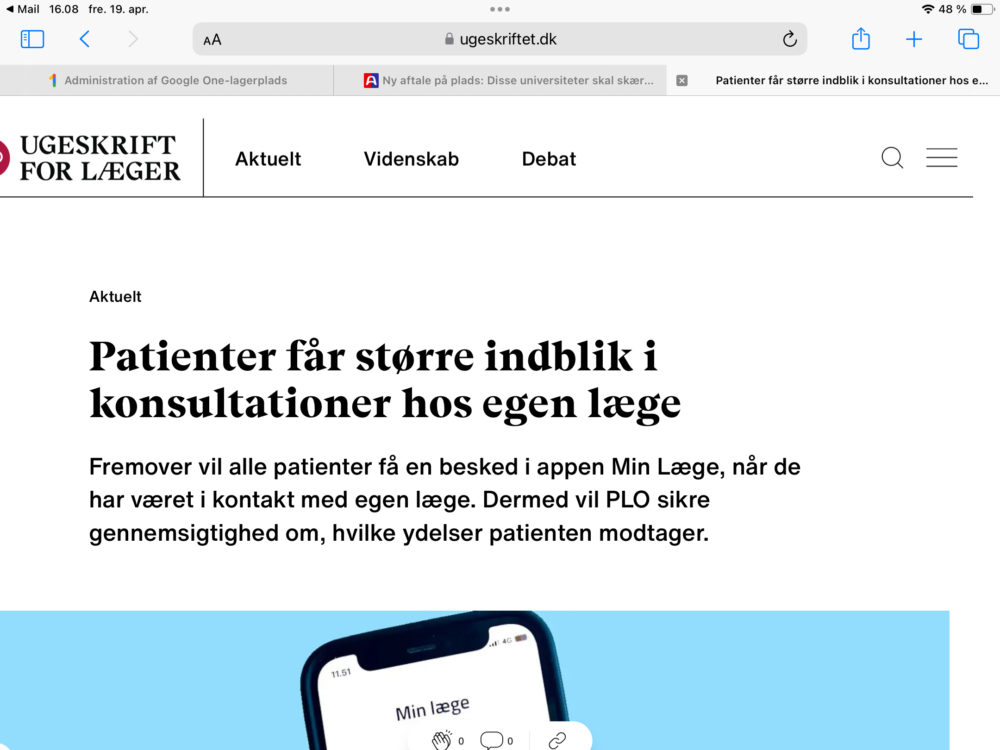 Mail 16.08 fre. 19. apr.
48 %
AA
ugeskriftet.dk
Administration af Google One-lagerplads
Ny aftale på plads: Disse universiteter skal skær...
Patienter får større indblik i konsultationer hos e...
UGESKRIFT
FOR LÆGER
Aktuelt
Videnskab
Debat
Aktuelt
Patienter får større indblik i
konsultationer hos egen læge
Fremover vil alle patienter få en besked i appen Min Læge, når de
har været i kontakt med egen læge. Dermed vil PLO sikre
gennemsigtighed om, hvilke ydelser patienten modtager.
4G
11.51
Min læge
0
0